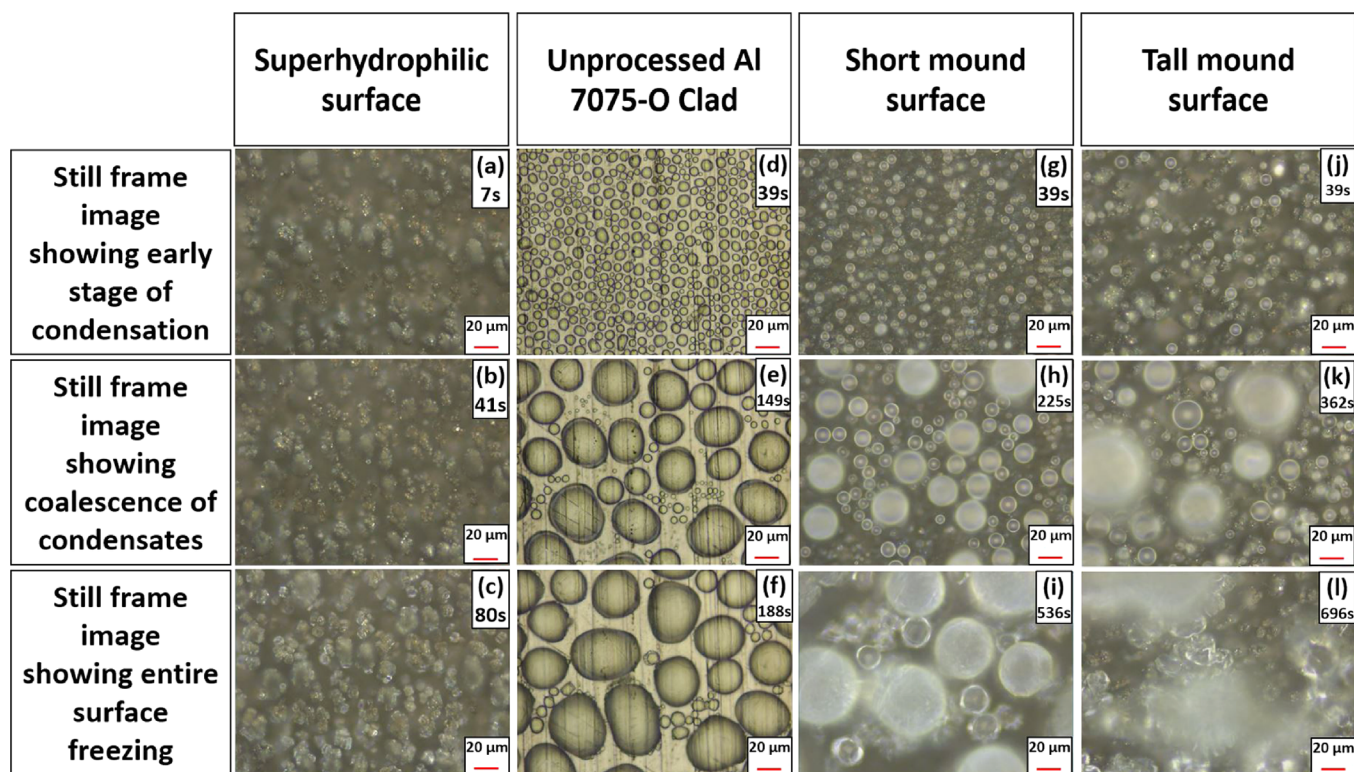 Superhydrophilic
surface
Unprocessed Al
7075-O Clad
Short mound
surface
Tall mound
surface
Still frame
image
showing early
stage of
condensation
(a)
7s
20 µm
(d)
39s
20 µm
(g)
39s
20 µm
(j)
39s
20 µm
Still frame
image
showing
coalescence of
condensates
(b)
41s
20 µm
(e)
149s
20 µm
(h)
225s
20 µm
(k)
362s
20 µm
Still frame
image
showing entire
surface
freezing
(c)
80s
20 µm
(f)
188s
20 µm
(i)
536s
20 µm
(l)
696s
20 µm